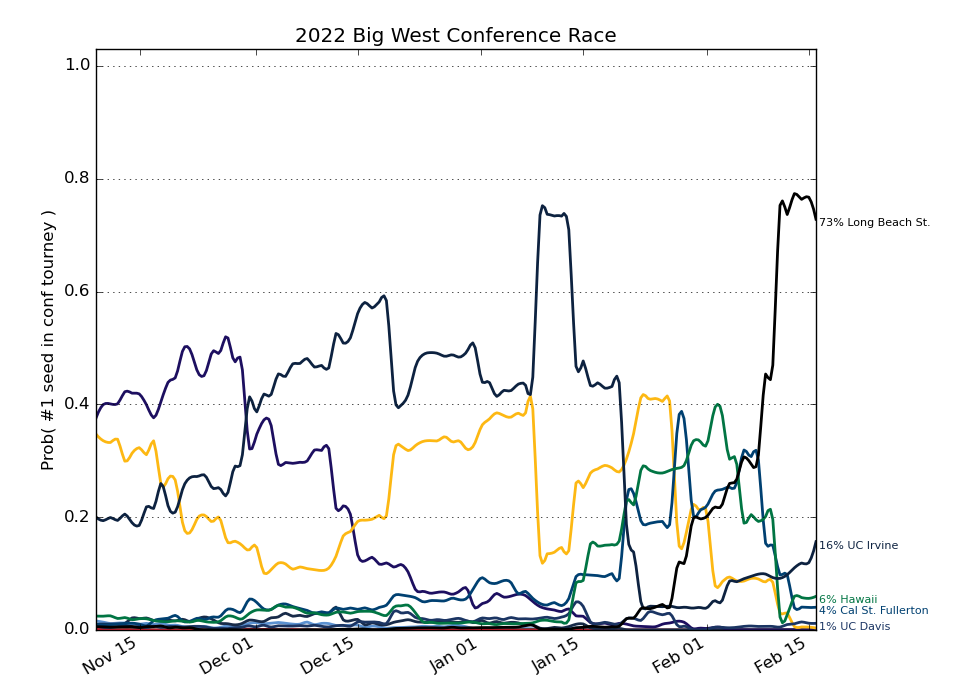 2022 Big West Conference Race
Prob( #1 seed in conf tourney )
1.0
0.8
0.6
0.4
0.2
0.0
Nov 15
Dec 01
Dec 15
Jan 01
Jan 15
Feb 01
Feb 15
73% Long Beach St.
16% UC Irvine
6% Hawaii
4% Cal St. Fullerton
1% UC Davis